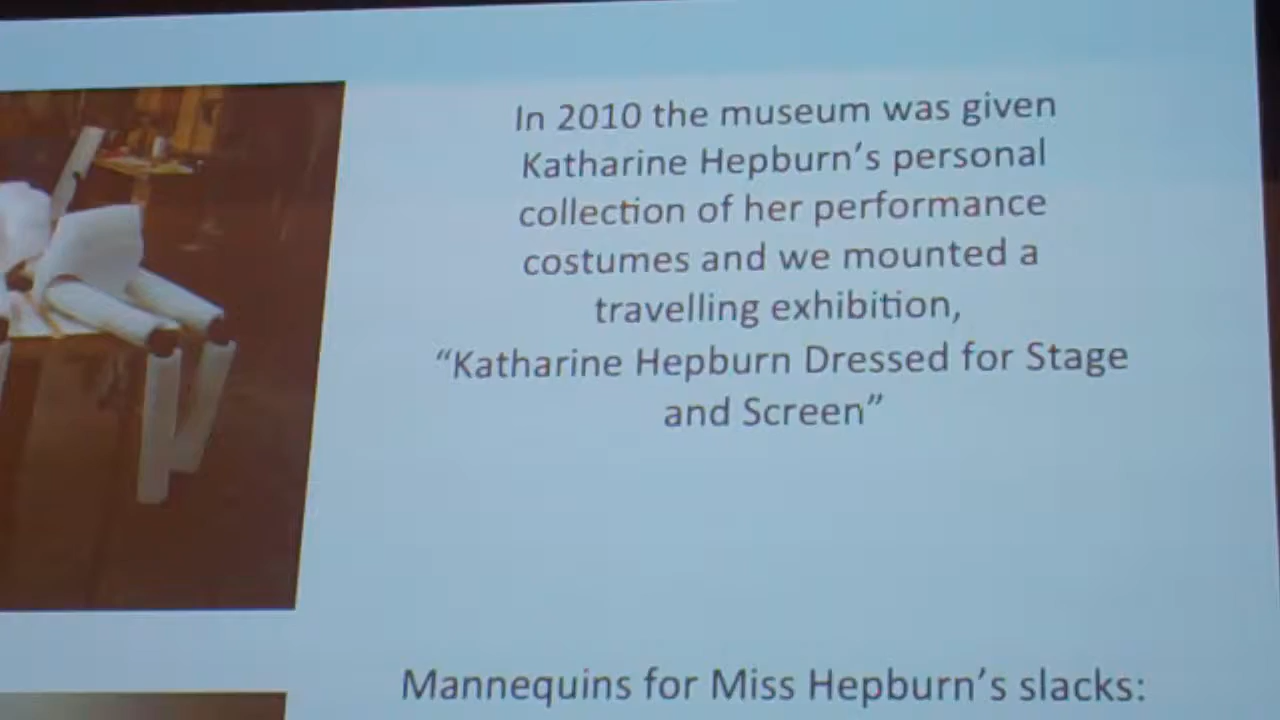 In 2010 the museum was given
Katharine Hepburn’s personal
collection of her performance
costumes and we mounted a
travelling exhibition,
“Katharine Hepburn Dressed for Stage
and Screen”
Mannequins for Miss Hepburn’s slacks: